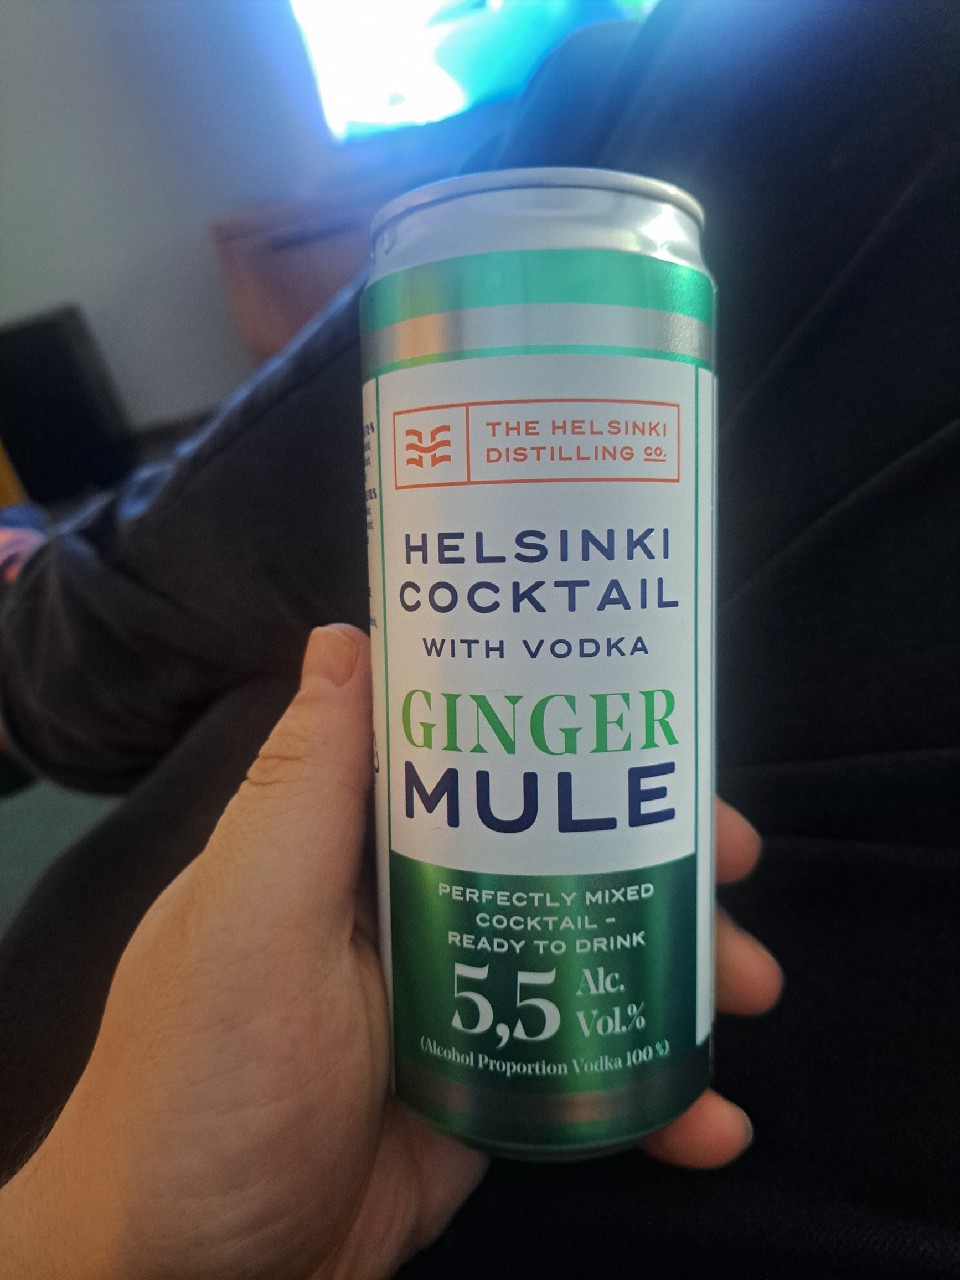 THE HELSINKI
DISTILLING CO.
HELSINKI
COCKTAIL
WITH VODKA
GINGER
MULE
PERFECTLY MIXED
COCKTAIL –
READY TO DRINK
5,5 Alc.
Vol.%
(Alcohol Proportion Vodka 100 %)